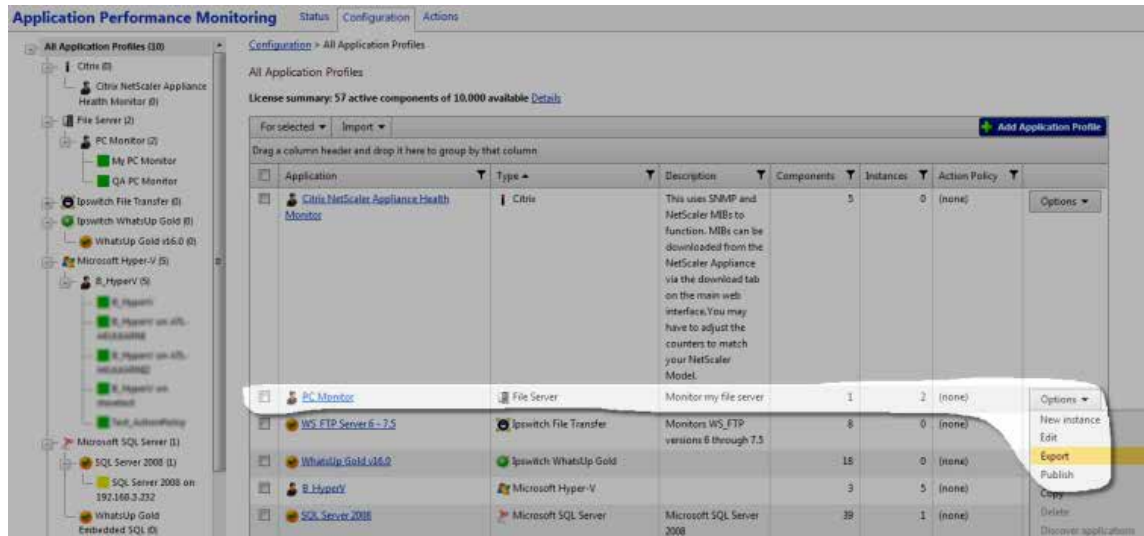 Application Performance Monitoring
Status Configuration Actions
All Application Profiles (10)
Citrix (0)
Citrix NetScaler Appliance
Health Monitor (0)
File Server (2)
PC Monitor (2)
My PC Monitor
QA PC Monitor
Ipswitch File Transfer (0)
Ipswitch WhatsUp Gold (0)
WhatsUp Gold v16.0 (0)
Microsoft Hyper-V (5)
B_HyperV (5)
Microsoft SQL Server (1)
SQL Server 2008 (1)
SQL Server 2008 on
192.168.3.232
WhatsUp Gold
Embedded SQL (0)
Configuration > All Application Profiles
All Application Profiles
License summary: 57 active components of 10,000 available Details
For selected Import Add Application Profile
Drag a column header and drop it here to group by that column
Application Type Description Components Instances Action Policy
Citrix NetScaler Appliance Health
Monitor
Citrix
This uses SNMP and
NetScaler MIBs to
function. MIBs can be
downloaded from the
NetScaler Appliance
via the download tab
on the main web
interface.You may
have to adjust the
counters to match
your NetScaler
Model.
5 0 (none) Options
PC Monitor File Server Monitor my file server 1 2 (none) Options
WS_FTP Server 6 - 7.5 Ipswitch File Transfer Monitors WS_FTP
versions 6 through 7.5
8 0 (none)
WhatsUp Gold v16.0 Ipswitch WhatsUp Gold 18 0 (none)
B_HyperV Microsoft Hyper-V 3 5 (none)
SQL Server 2008 Microsoft SQL Server Microsoft SQL Server
2008
39 1 (none)
New instance
Edit
Export
Publish
Copy
Delete
Discover applications